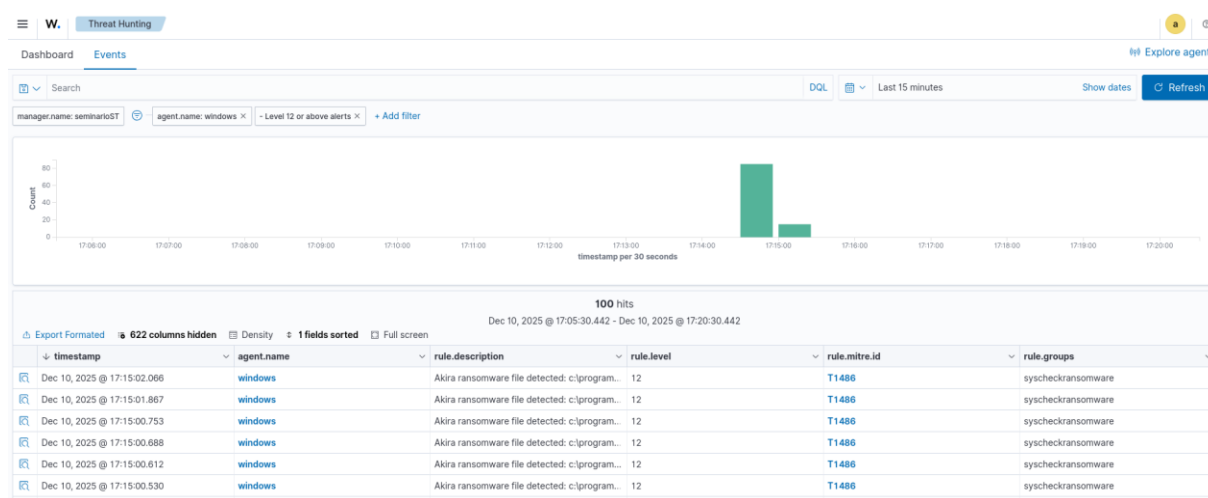 W. Threat Hunting a
Dashboard Events Explore agent
Search DQL Last 15 minutes Show dates Refresh
manager.name: seminarioST agent.name: windows × - Level 12 or above alerts × + Add filter
Count
80
60
40
20
0
17:06:00 17:07:00 17:08:00 17:09:00 17:10:00 17:11:00 17:12:00 17:13:00 17:14:00 17:15:00 17:16:00 17:17:00 17:18:00 17:19:00 17:20:00
timestamp per 30 seconds
100 hits
Dec 10, 2025 @ 17:05:30.442 - Dec 10, 2025 @ 17:20:30.442
Export Formated 622 columns hidden Density 1 fields sorted Full screen
timestamp agent.name rule.description rule.level rule.mitre.id rule.groups
Dec 10, 2025 @ 17:15:02.066 windows Akira ransomware file detected: c:\program... 12 T1486 syscheckransomware
Dec 10, 2025 @ 17:15:01.867 windows Akira ransomware file detected: c:\program... 12 T1486 syscheckransomware
Dec 10, 2025 @ 17:15:00.753 windows Akira ransomware file detected: c:\program... 12 T1486 syscheckransomware
Dec 10, 2025 @ 17:15:00.688 windows Akira ransomware file detected: c:\program... 12 T1486 syscheckransomware
Dec 10, 2025 @ 17:15:00.612 windows Akira ransomware file detected: c:\program... 12 T1486 syscheckransomware
Dec 10, 2025 @ 17:15:00.530 windows Akira ransomware file detected: c:\program... 12 T1486 syscheckransomware